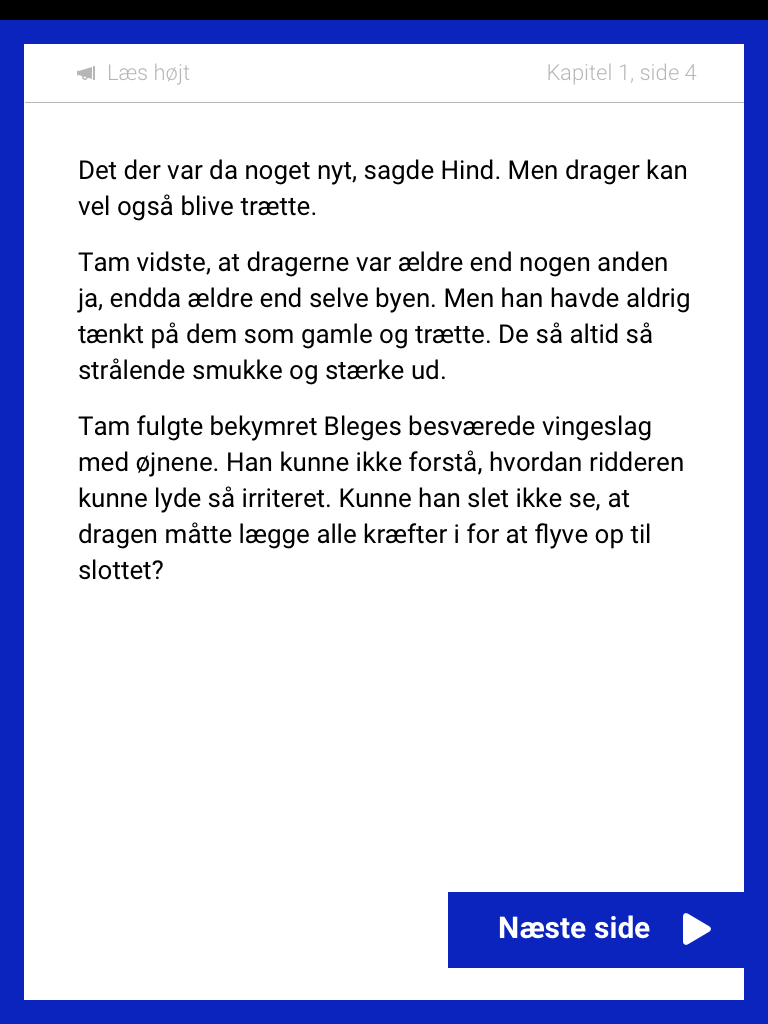 Læs højt
Kapitel 1, side 4
Det der var da noget nyt, sagde Hind. Men drager kan
vel også blive trætte.
Tam vidste, at dragerne var ældre end nogen anden
ja, endda ældre end selve byen. Men han havde aldrig
tænkt på dem som gamle og trætte. De så altid så
strålende smukke og stærke ud.
Tam fulgte bekymret Bleges besværede vingeslag
med øjnene. Han kunne ikke forstå, hvordan ridderen
kunne lyde så irriteret. Kunne han slet ikke se, at
dragen måtte lægge alle kræfter i for at flyve op til
slottet?
Næste side